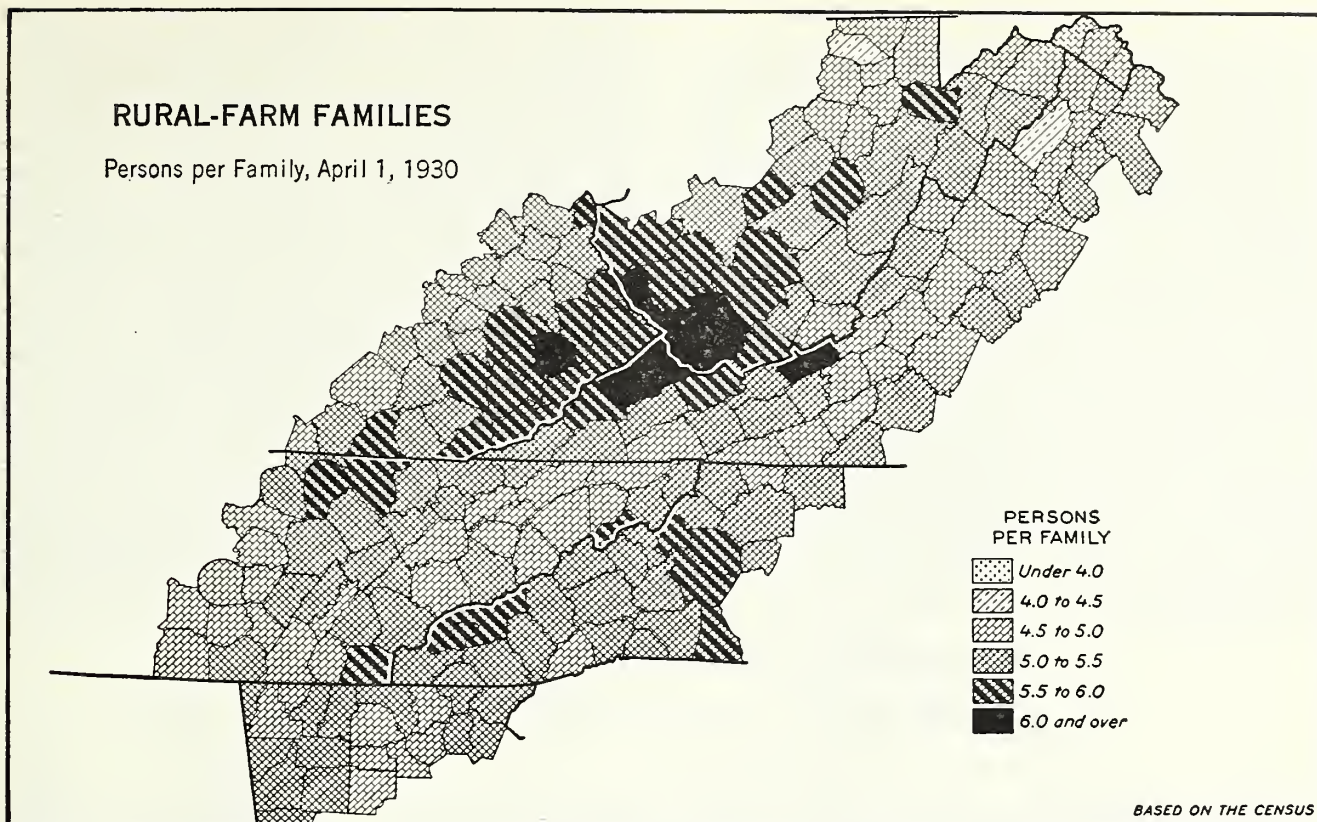 RURAL-FARM FAMILIES
Persons per Family, April 1, 1930
PERSONS
PER FAMILY
Under 4.0
4.0 to 4.5
4.5 to 5.0
5.0 to 5.5
5.5 to 6.0
6.0 and over
BASED ON THE CENSUS